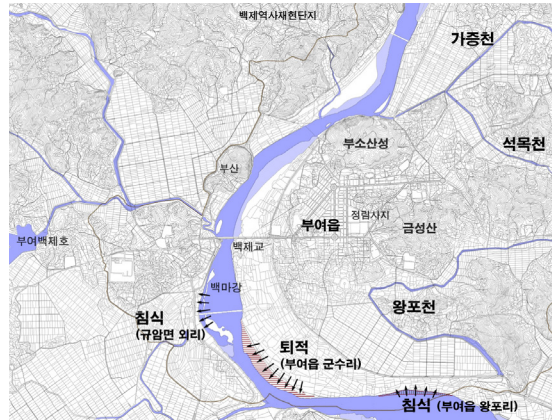 백제역사재현단지
가증천
부소산성
석목천
부산
부여읍
정림사지
금성산
부여백제호
백제교
백마강
왕포천
침식
(규암면 외리)
퇴적
(부여읍 군수리)
침식 (부여읍 왕포리)